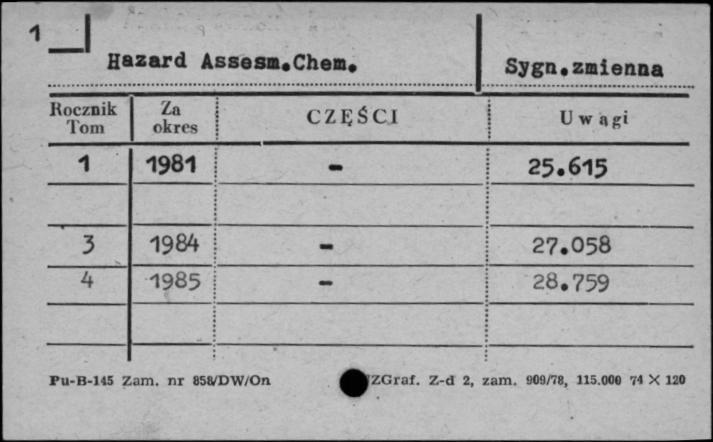 1
Hazard Assesm.Chem. Sygn.zmienna
Rocznik Tom Za okres CZĘŚCI Uwagi
1 1981 - 25.615
3 1984 - 27.058
4 1985 - 28.759
Pu-B-145 Zam. nr 858/DW/On ZGraf. Z-d 2, zam. 909/78, 115.000 74 X 120